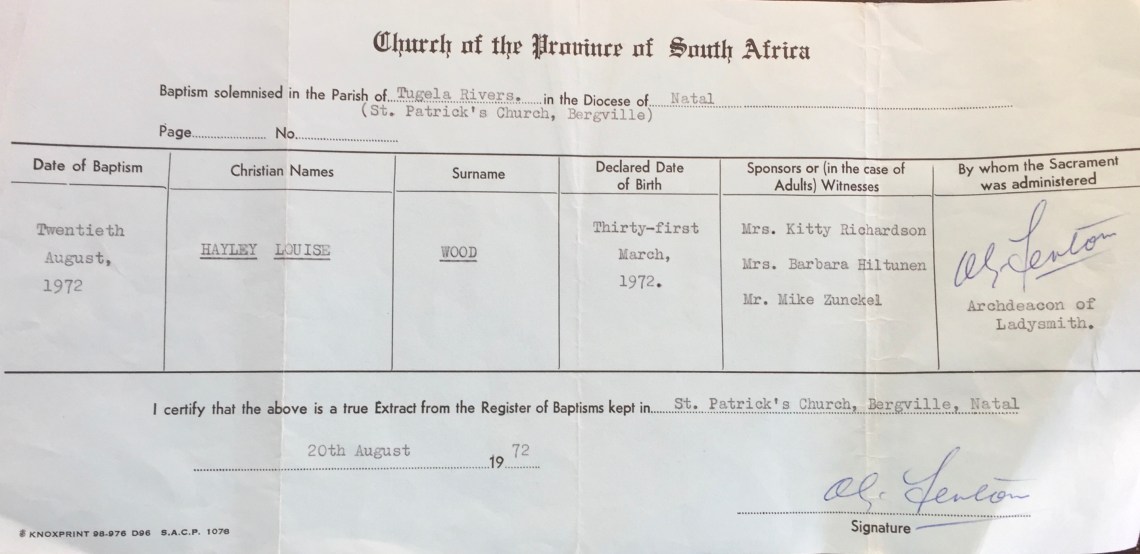 Church of the Province of South Africa
Baptism solemnised in the Parish of Tugela Rivers. in the Diocese of Natal
(St. Patrick's Church, Bergville)
Page No.
Date of Baptism
Christian Names
Surname
Declared Date
of Birth
Sponsors or (in the case of
Adults) Witnesses
By whom the Sacrament
was administered
Twentieth
August,
1972
HAYLEY LOUISE
WOOD
Thirty-first
March,
1972.
Mrs. Kitty Richardson
Mrs. Barbara Hiltunen
Mr. Mike Zunckel
Fenton
Archdeacon of
Ladysmith.
I certify that the above is a true Extract from the Register of Baptisms kept in St. Patrick's Church, Bergville, Natal
20th August 19 72
Fenton
Signature
KNOXPRINT 98-976 D96 S.A.C.P. 1076